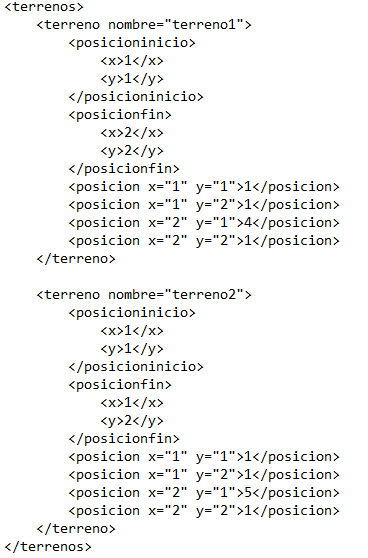 <terrenos>
    <terreno nombre="terreno1">
        <posicioninicio>
            <x>1</x>
            <y>1</y>
        </posicioninicio>
        <posicionfin>
            <x>2</x>
            <y>2</y>
        </posicionfin>
        <posicion x="1" y="1">1</posicion>
        <posicion x="1" y="2">1</posicion>
        <posicion x="2" y="1">4</posicion>
        <posicion x="2" y="2">1</posicion>
    </terreno>

    <terreno nombre="terreno2">
        <posicioninicio>
            <x>1</x>
            <y>1</y>
        </posicioninicio>
        <posicionfin>
            <x>1</x>
            <y>2</y>
        </posicionfin>
        <posicion x="1" y="1">1</posicion>
        <posicion x="1" y="2">1</posicion>
        <posicion x="2" y="1">5</posicion>
        <posicion x="2" y="2">1</posicion>
    </terreno>
</terrenos>